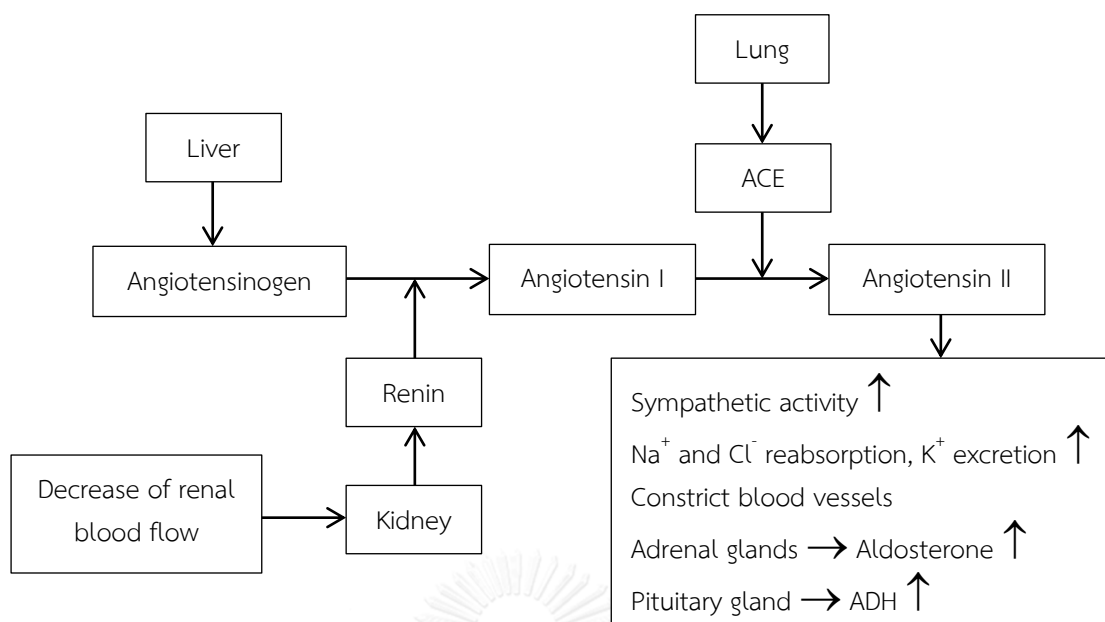 Lung
Liver
ACE
Angiotensinogen
Angiotensin I
Angiotensin II
Renin
Decrease of renal
blood flow
Kidney
Sympathetic activity ↑
Na⁺ and Cl⁻ reabsorption, K⁺ excretion ↑
Constrict blood vessels
Adrenal glands → Aldosterone ↑
Pituitary gland → ADH ↑